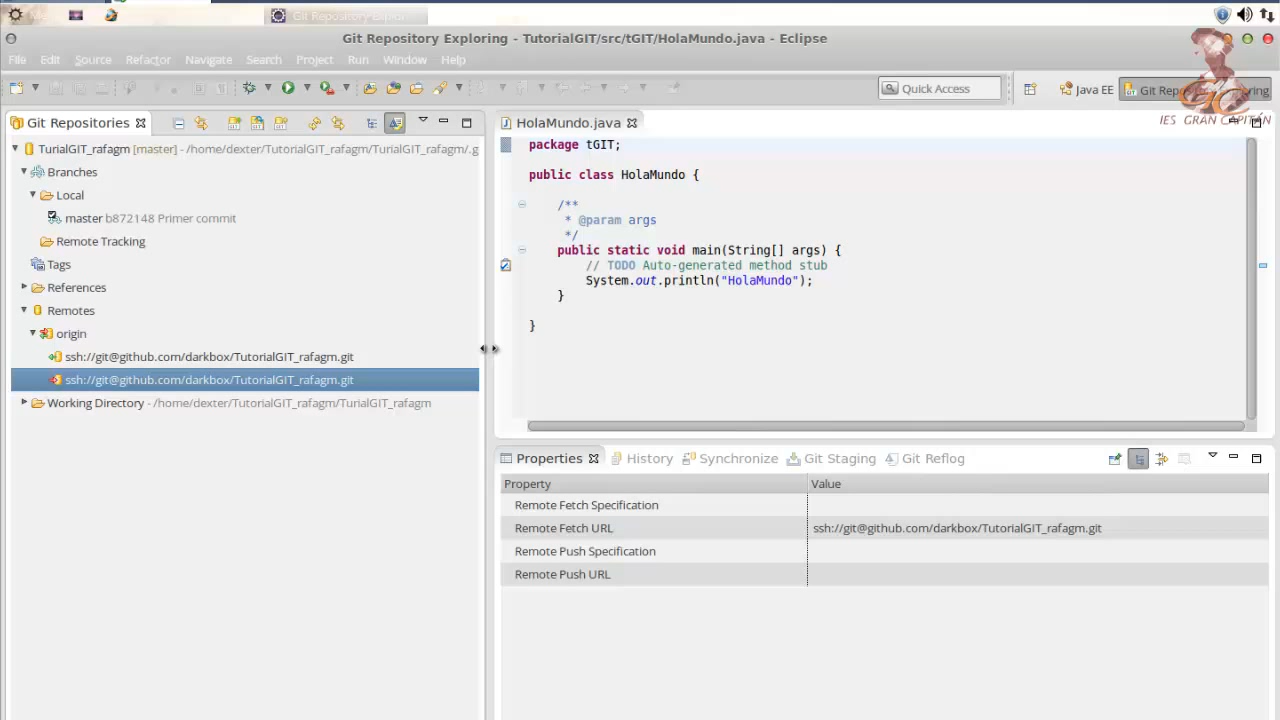 Git Repository Explor
Git Repository Exploring - TutorialGIT/src/tGIT/HolaMundo.java - Eclipse
File Edit Source Refactor Navigate Search Project Run Window Help
Quick Access
Java EE
Git Repository Exploring
IES GRAN CAPITÁN
Git Repositories
TurialGIT_rafagm [master] - /home/dexter/TutorialGIT_rafagm/TurialGIT_rafagm/.g
Branches
Local
master b872148 Primer commit
Remote Tracking
Tags
References
Remotes
origin
ssh://git@github.com/darkbox/TutorialGIT_rafagm.git
ssh://git@github.com/darkbox/TutorialGIT_rafagm.git
Working Directory - /home/dexter/TutorialGIT_rafagm/TurialGIT_rafagm
HolaMundo.java
package tGIT;
public class HolaMundo {
/**
* @param args
*/
public static void main(String[] args) {
// TODO Auto-generated method stub
System.out.println("HolaMundo");
}
}
Properties History Synchronize Git Staging Git Reflog
Property Value
Remote Fetch Specification
Remote Fetch URL ssh://git@github.com/darkbox/TutorialGIT_rafagm.git
Remote Push Specification
Remote Push URL